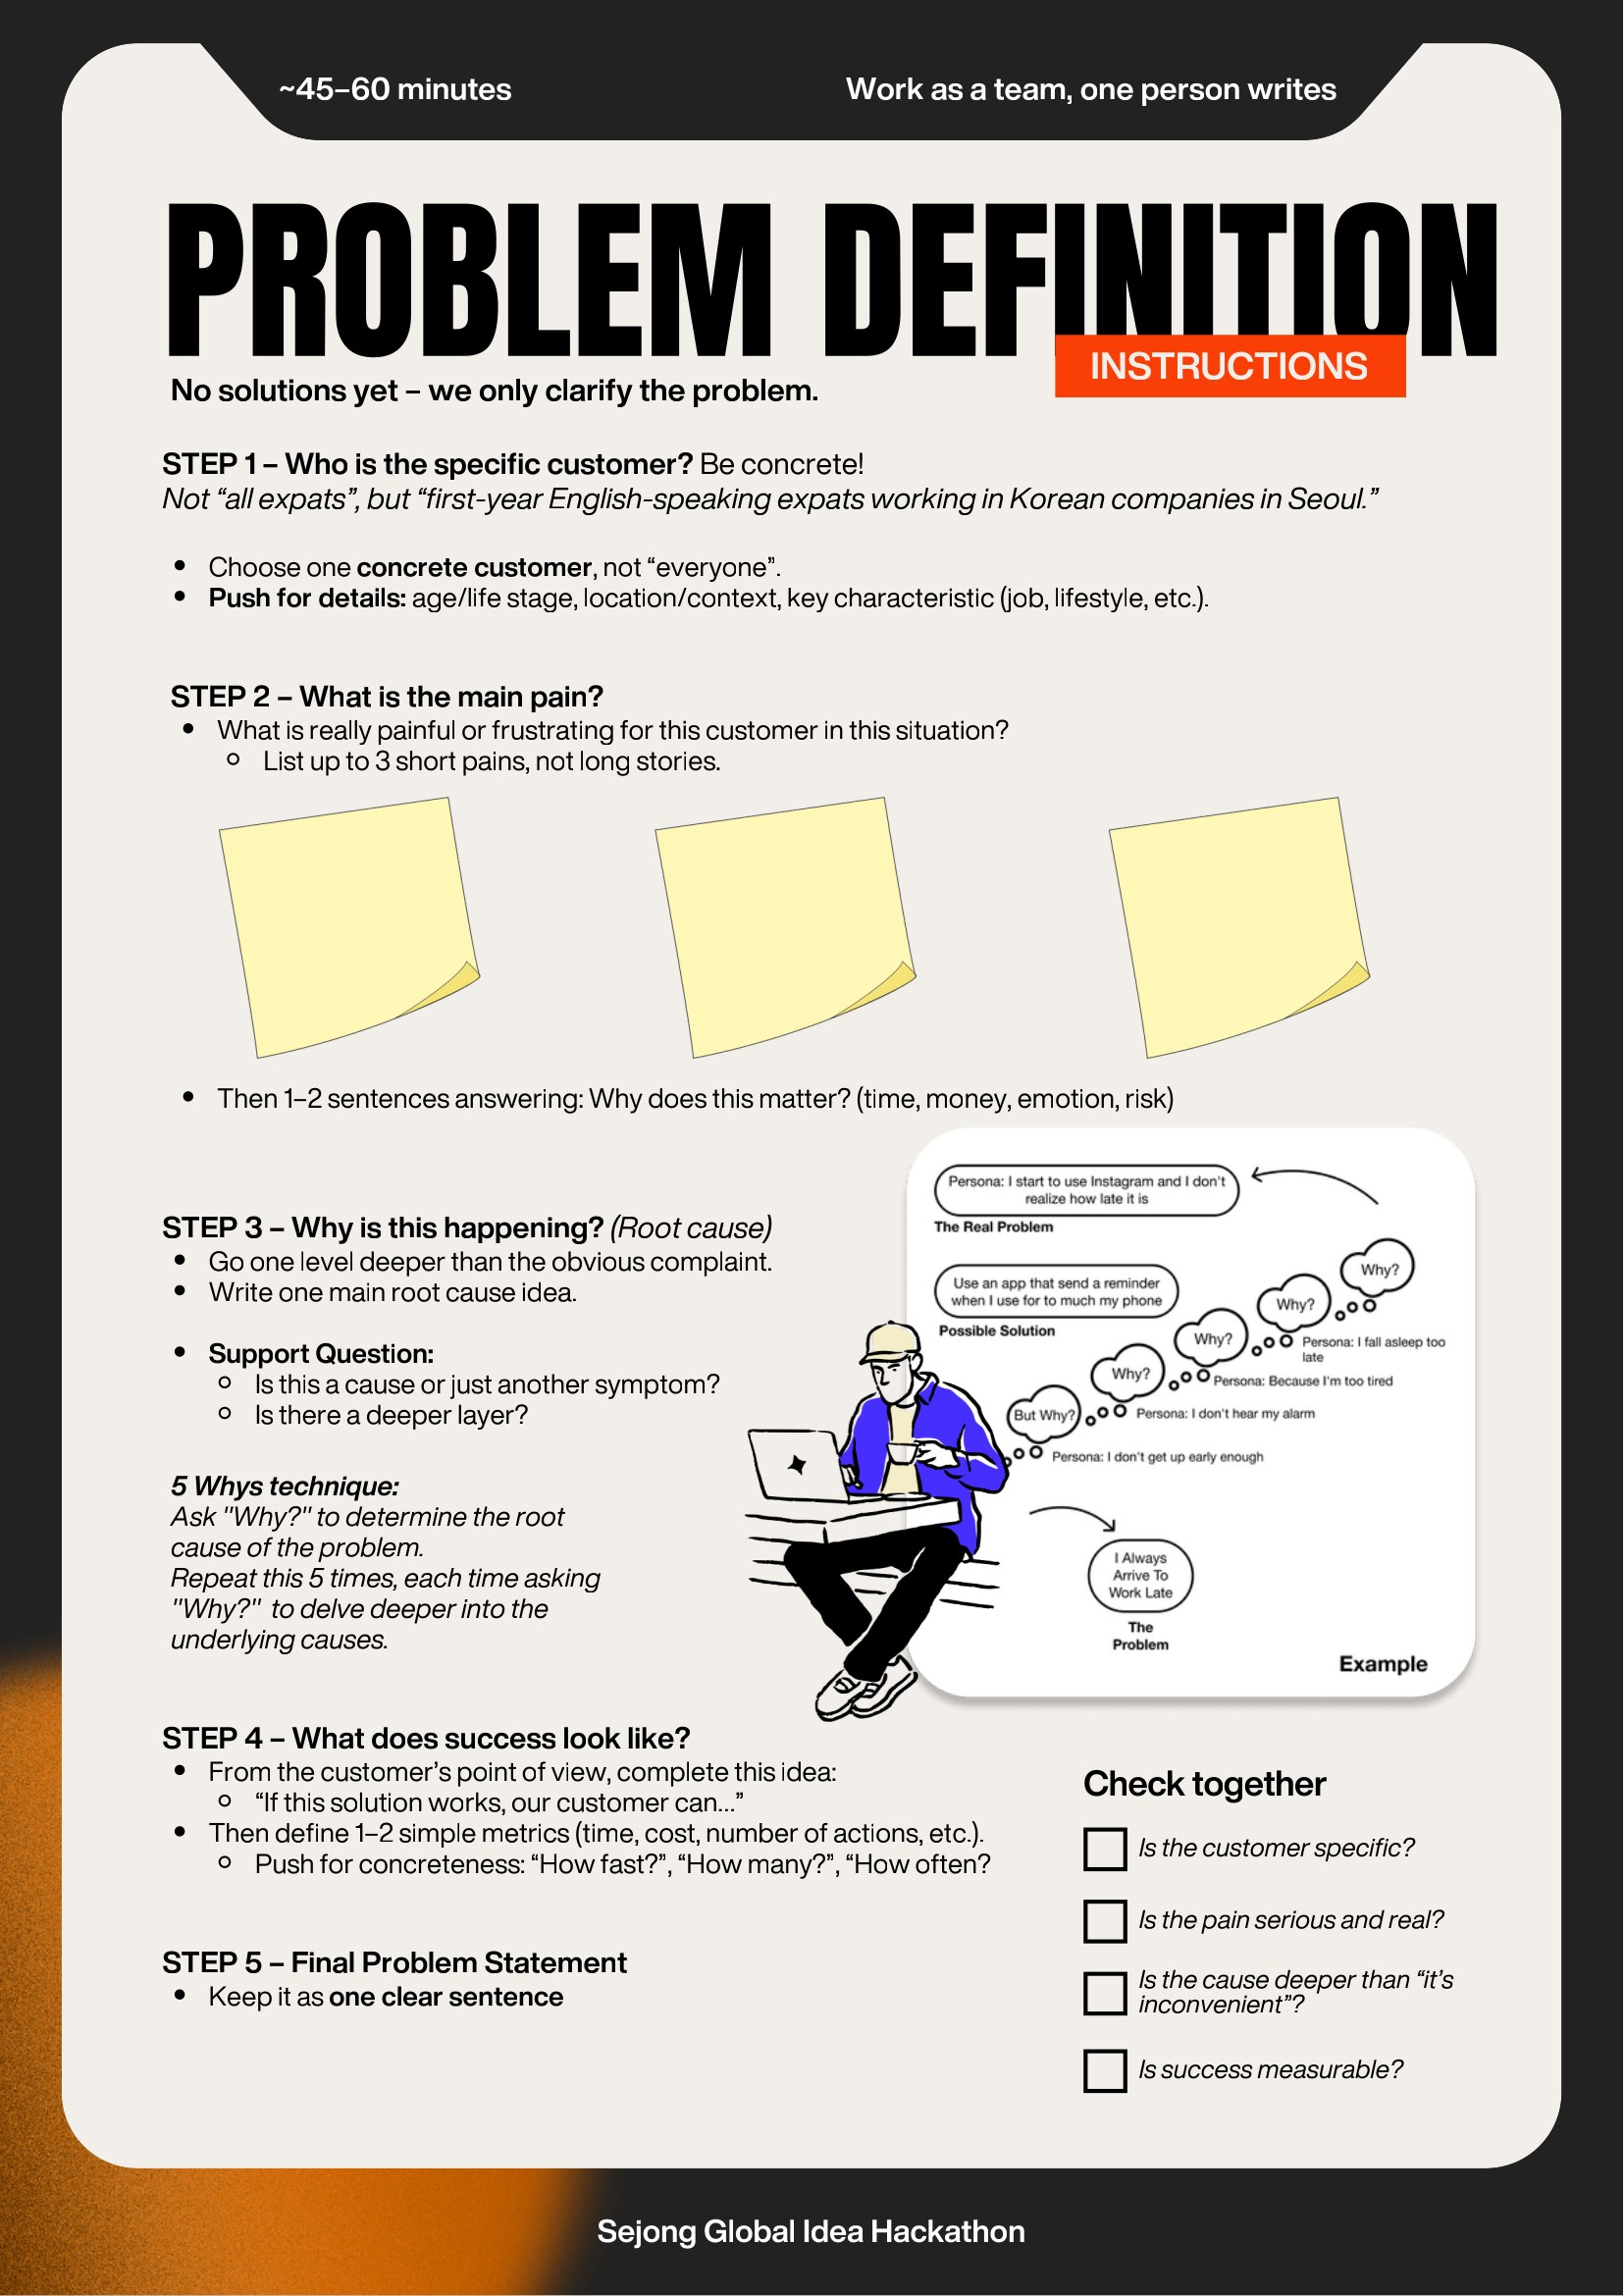 ~45–60 minutes
Work as a team, one person writes
PROBLEM DEFINITION
INSTRUCTIONS
No solutions yet – we only clarify the problem.
STEP 1 – Who is the specific customer? Be concrete!
Not “all expats”, but “first-year English-speaking expats working in Korean companies in Seoul.”
• Choose one concrete customer, not “everyone”.
• Push for details: age/life stage, location/context, key characteristic (job, lifestyle, etc.).
STEP 2 – What is the main pain?
• What is really painful or frustrating for this customer in this situation?
◦ List up to 3 short pains, not long stories.
• Then 1–2 sentences answering: Why does this matter? (time, money, emotion, risk)
STEP 3 – Why is this happening? (Root cause)
• Go one level deeper than the obvious complaint.
• Write one main root cause idea.
• Support Question:
◦ Is this a cause or just another symptom?
◦ Is there a deeper layer?
5 Whys technique:
Ask "Why?" to determine the root
cause of the problem.
Repeat this 5 times, each time asking
"Why?" to delve deeper into the
underlying causes.
Persona: I start to use Instagram and I don't
realize how late it is
The Real Problem
Use an app that send a reminder
when I use for to much my phone
Possible Solution
Why?
Why?
Persona: I fall asleep too
late
Why?
Persona: Because I'm too tired
Why?
Persona: I don't hear my alarm
But Why?
Persona: I don't get up early enough
I Always
Arrive To
Work Late
The
Problem
Example
STEP 4 – What does success look like?
• From the customer’s point of view, complete this idea:
◦ “If this solution works, our customer can…”
• Then define 1–2 simple metrics (time, cost, number of actions, etc.).
◦ Push for concreteness: “How fast?”, “How many?”, “How often?
STEP 5 – Final Problem Statement
• Keep it as one clear sentence
Check together
Is the customer specific?
Is the pain serious and real?
Is the cause deeper than “it’s
inconvenient”?
Is success measurable?
Sejong Global Idea Hackathon